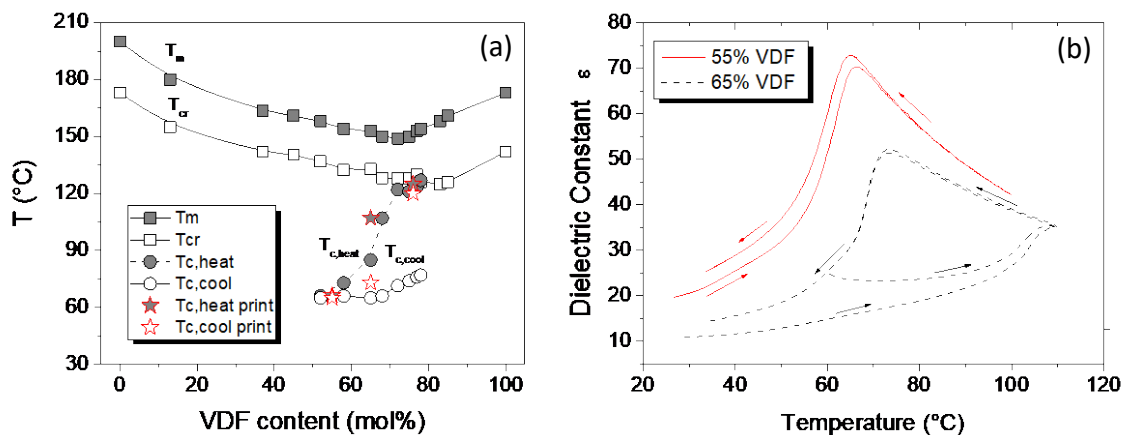 (a)
T (°C)
210
180
150
120
90
60
30
Tm
Tcr
Tc,heat
Tc,cool
Tm
Tcr
Tc,heat
Tc,cool
Tc,heat print
Tc,cool print
0 20 40 60 80 100
VDF content (mol%)
(b)
Dielectric Constant ε
80
70
60
50
40
30
20
10
55% VDF
65% VDF
20 40 60 80 100 120
Temperature (°C)